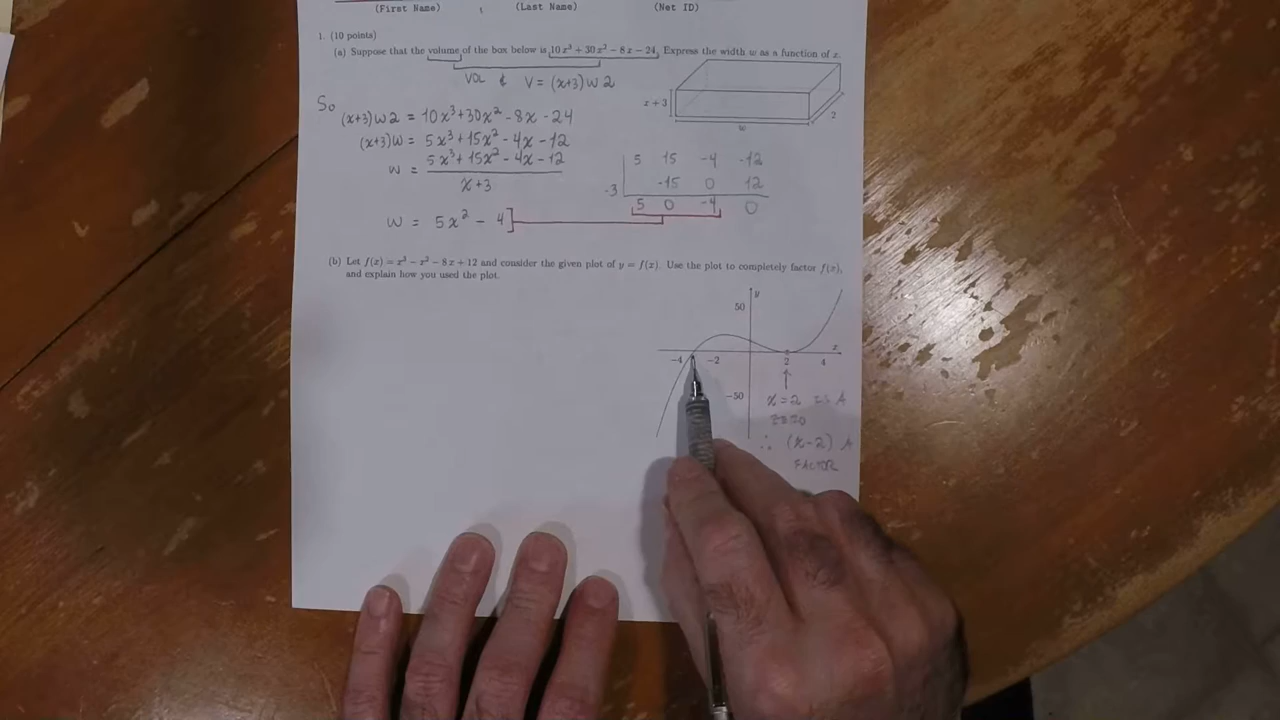 (First Name) (Last Name) (Net ID)
1. (10 points)
(a) Suppose that the volume of the box below is 10x³ + 30x² − 8x − 24. Express the width w as a function of x.
VOL & V = (x+3) W 2
So
(x+3)W2 = 10x³+30x²-8x-24
(x+3)W = 5x³+15x²-4x-12
W = 5x³+15x²-4x-12
x+3
W = 5x² - 4
x + 3
2
w
5 15 -4 -12
-3 -15 0 12
5 0 -4 0
(b) Let f(x) = x³ − x² − 8x + 12 and consider the given plot of y = f(x). Use the plot to completely factor f(x),
and explain how you used the plot.
y
50
x
−4 −2 2 4
−50
x=2 IS A
ZERO
∴ (x-2) A
FACTOR